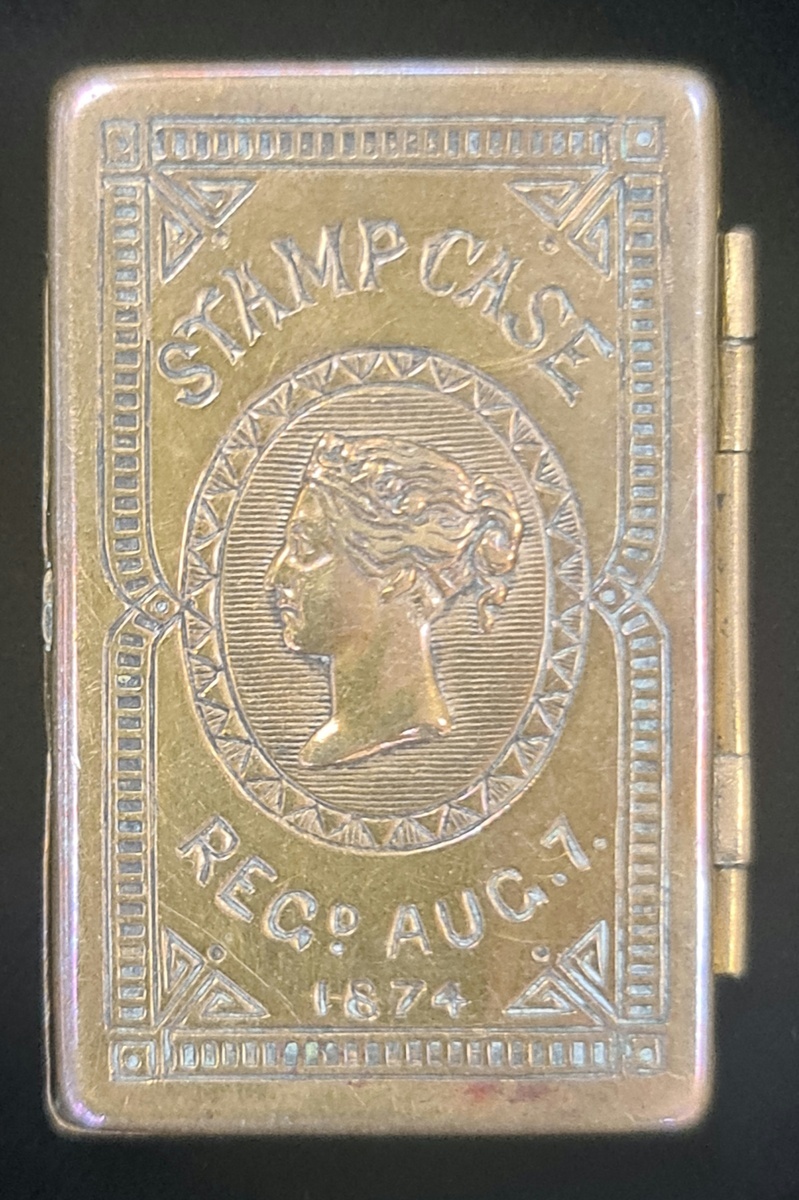 STAMP CASE
REGD AUG. 7.
1874